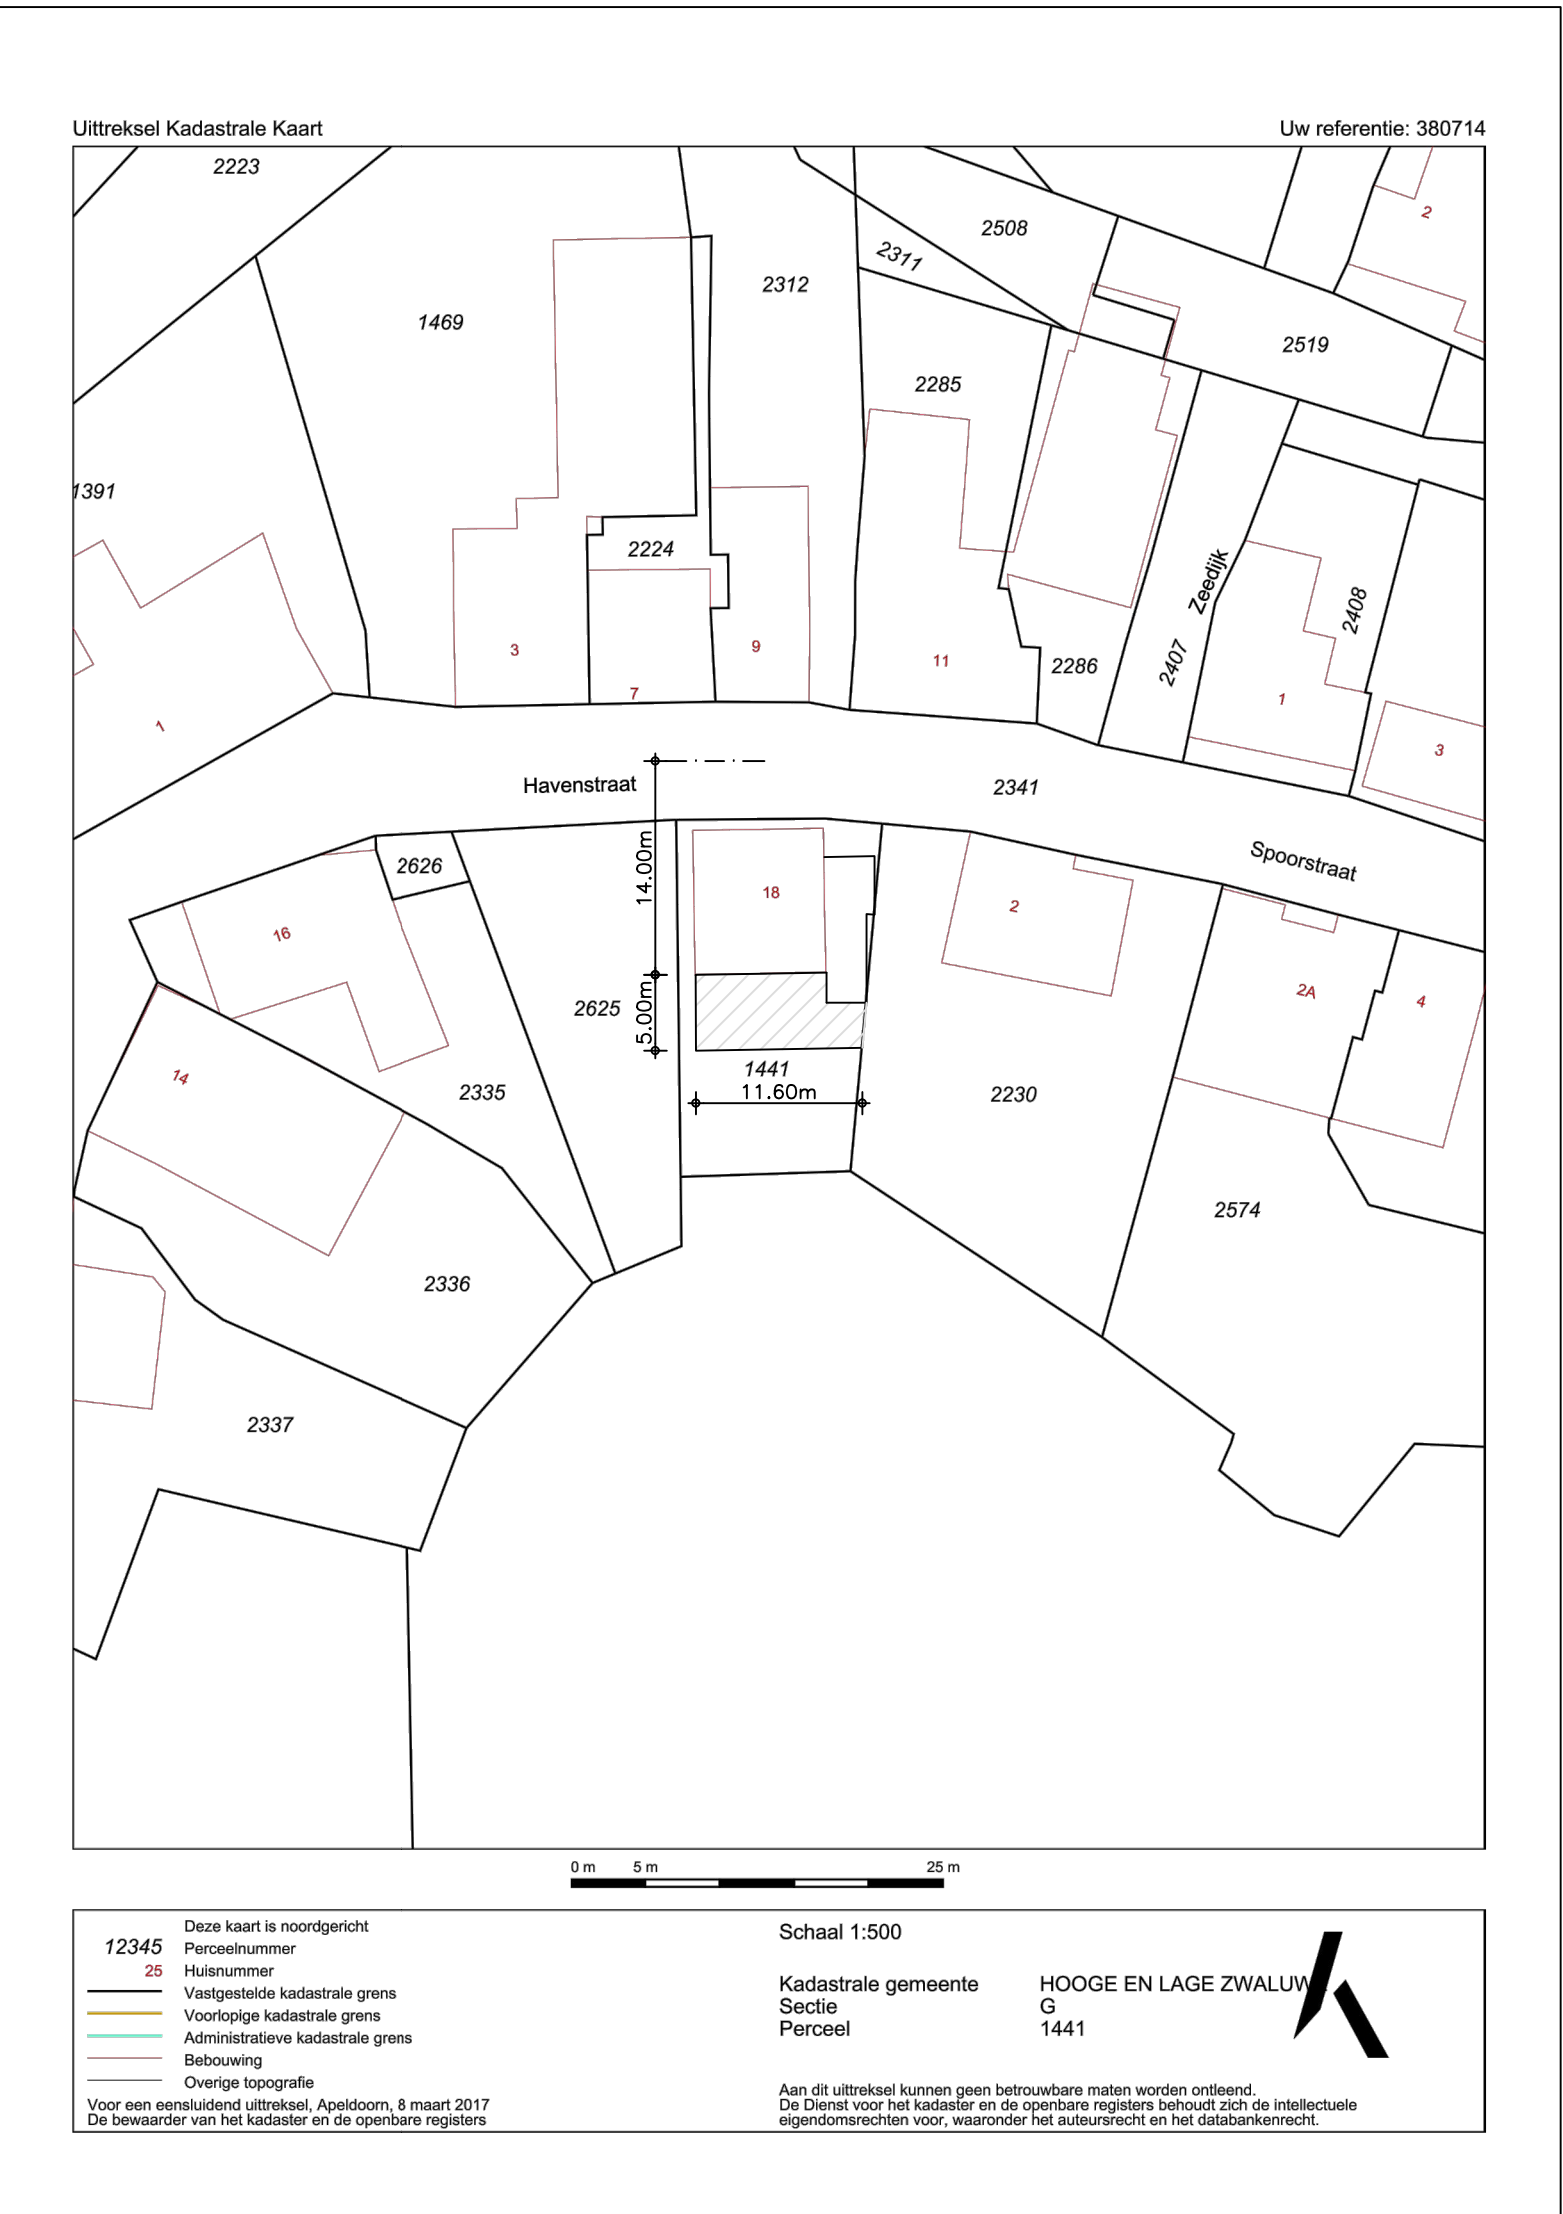 Uittreksel Kadastrale Kaart
Uw referentie: 380714
2223
2
2508
2311
2312
1469
2519
2285
1391
2224
Zeedijk
2408
3
9
11
2286
2407
7
1
1
3
Havenstraat
2341
14.00m
2626
Spoorstraat
18
16
2
2A
4
5.00m
2625
1441
14
2335
11.60m
2230
2574
2336
2337
0 m
5 m
25 m
Deze kaart is noordgericht
12345 Perceelnummer
25 Huisnummer
Vastgestelde kadastrale grens
Voorlopige kadastrale grens
Administratieve kadastrale grens
Bebouwing
Overige topografie
Voor een eensluidend uittreksel, Apeldoorn, 8 maart 2017
De bewaarder van het kadaster en de openbare registers
Schaal 1:500
Kadastrale gemeente HOOGE EN LAGE ZWALUW
Sectie G
Perceel 1441
Aan dit uittreksel kunnen geen betrouwbare maten worden ontleend.
De Dienst voor het kadaster en de openbare registers behoudt zich de intellectuele
eigendomsrechten voor, waaronder het auteursrecht en het databankenrecht.